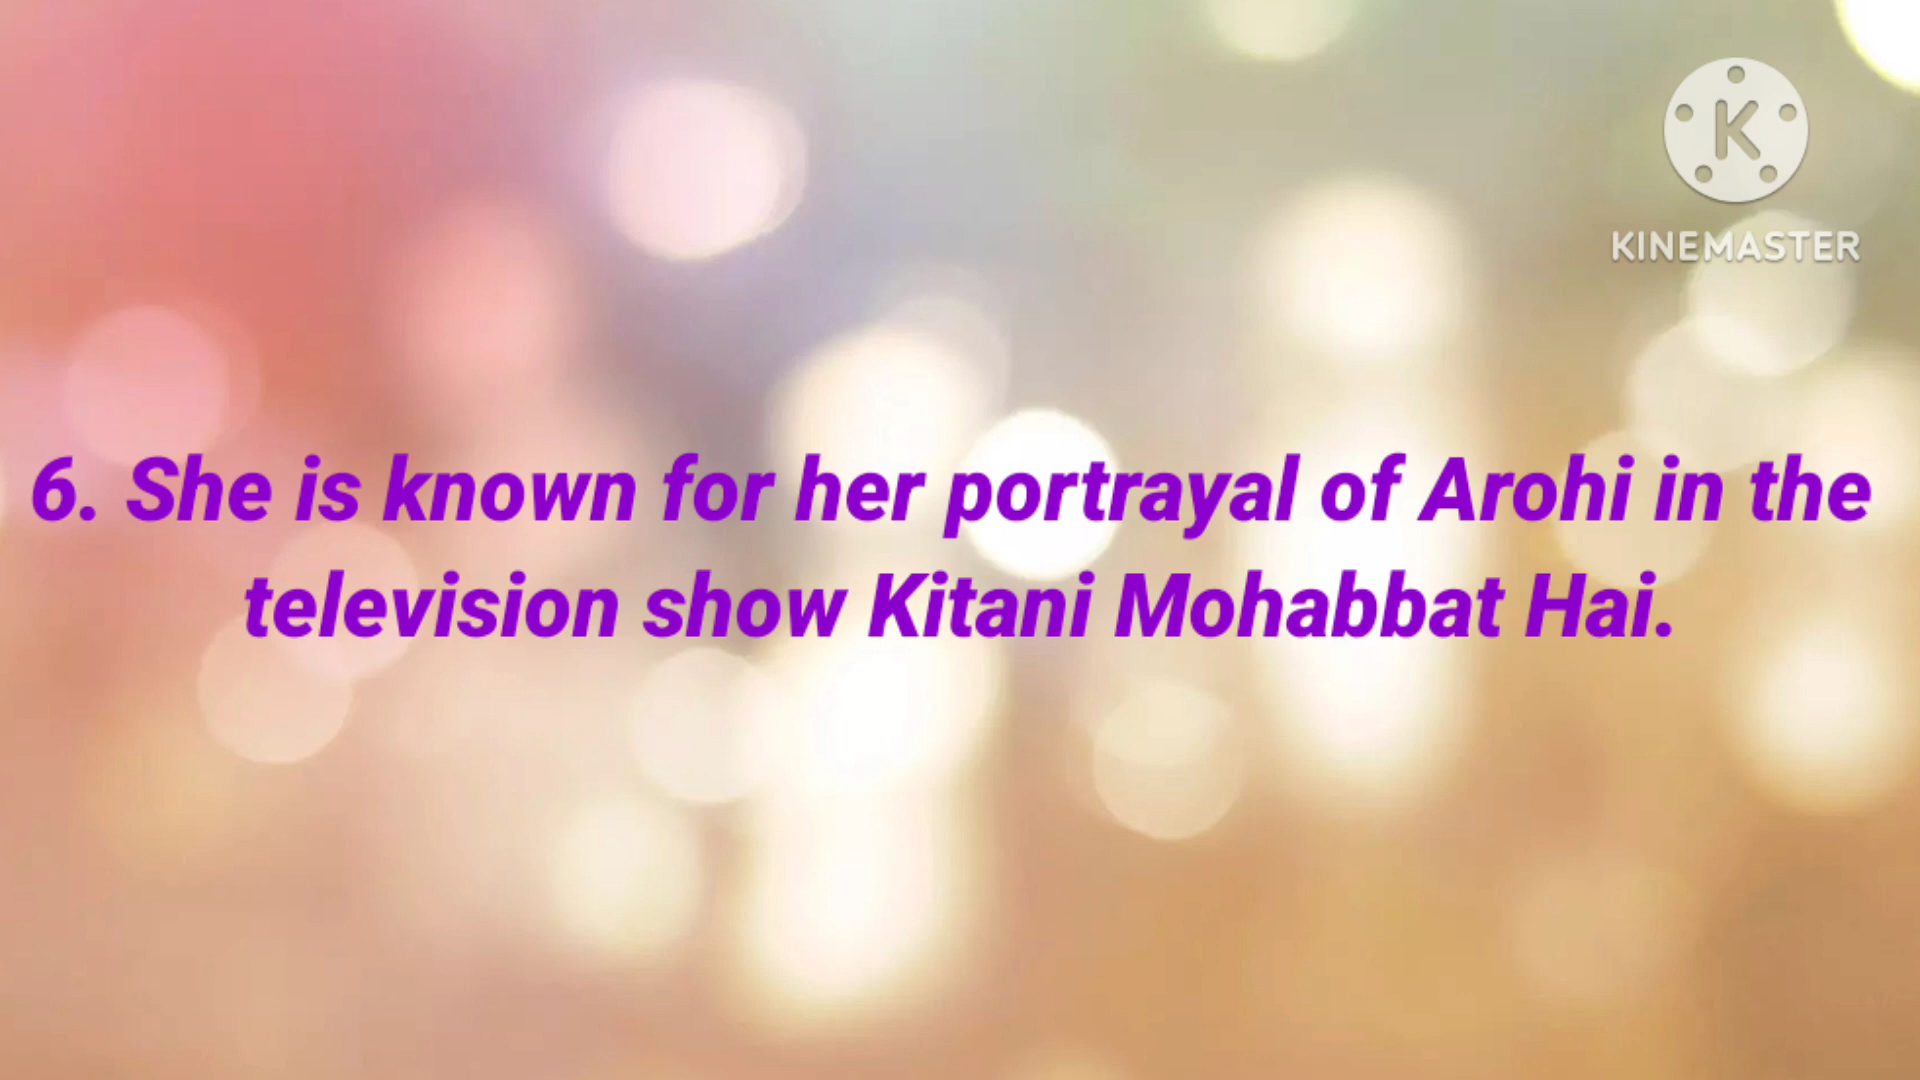 KINEMASTER
6. She is known for her portrayal of Arohi in the
television show Kitani Mohabbat Hai.